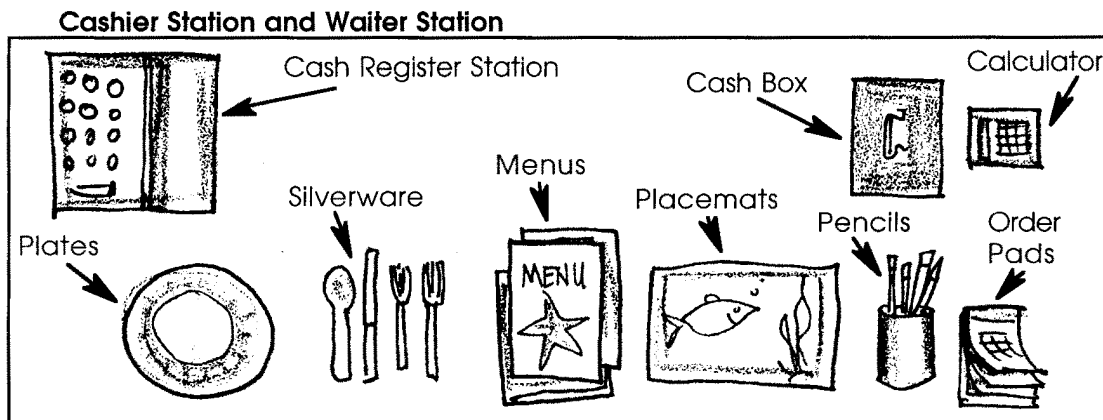 Cashier Station and Waiter Station
Cash Register Station
Cash Box
Calculator
Menus
Silverware
Placemats
Pencils
Order
Pads
Plates
MENU